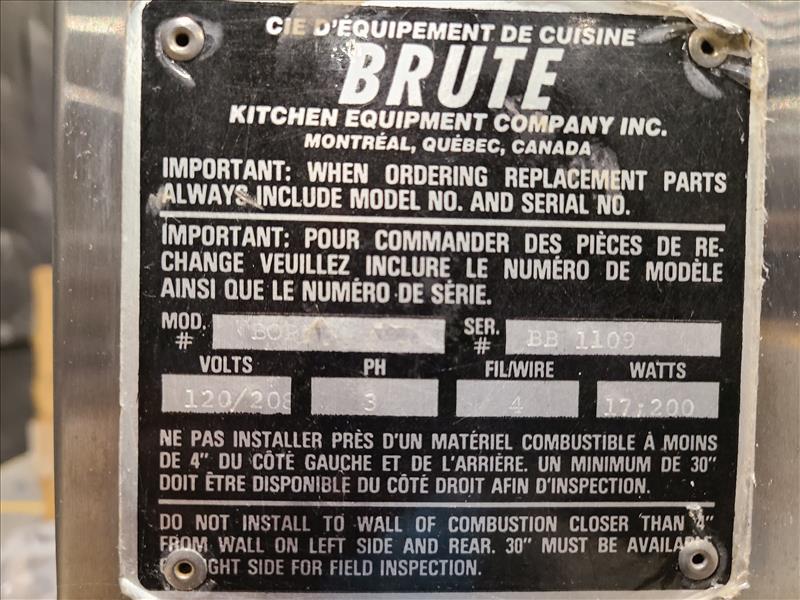 CIE D'ÉQUIPEMENT DE CUISINE
BRUTE
KITCHEN EQUIPMENT COMPANY INC.
MONTRÉAL, QUÉBEC, CANADA
IMPORTANT: WHEN ORDERING REPLACEMENT PARTS
ALWAYS INCLUDE MODEL NO. AND SERIAL NO.
IMPORTANT: POUR COMMANDER DES PIÈCES DE RE-
CHANGE VEUILLEZ INCLURE LE NUMÉRO DE MODÈLE
AINSI QUE LE NUMÉRO DE SÉRIE.
MOD. # SER. # BB 1109
VOLTS PH FIL/WIRE WATTS
120/208 3 4 17;200
NE PAS INSTALLER PRÈS D'UN MATÉRIEL COMBUSTIBLE À MOINS
DE 4" DU CÔTÉ GAUCHE ET DE L'ARRIÈRE. UN MINIMUM DE 30"
DOIT ÊTRE DISPONIBLE DU CÔTÉ DROIT AFIN D'INSPECTION.
DO NOT INSTALL TO WALL OF COMBUSTION CLOSER THAN 4"
FROM WALL ON LEFT SIDE AND REAR. 30" MUST BE
SIDE FOR FIELD INSPECTION.